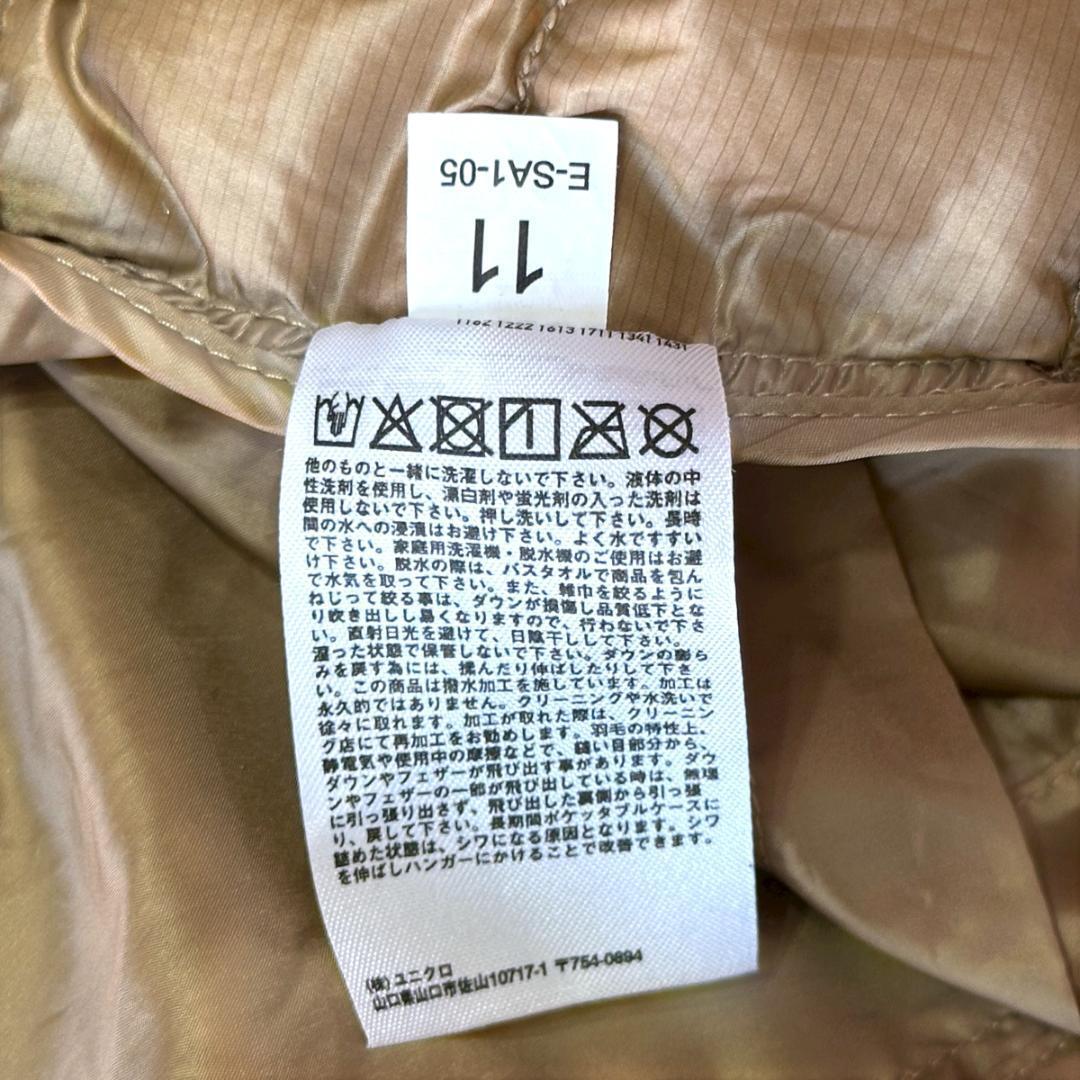 E-SA1-05
11
1162 1222 1613 1711 1341 1431
他のものと一緒に洗濯しないで下さい。液体の中
性洗剤を使用し、漂白剤や蛍光剤の入った洗剤は
使用しないで下さい。押し洗いして下さい。長時
間の水への浸漬はお避け下さい。よく水ですすい
で下さい。家庭用洗濯機・脱水機のご使用はお避
け下さい。脱水の際は、バスタオルで商品を包ん
で水気を取って下さい。また、雑巾を絞るように
ねじって絞る事は、ダウンが損傷し品質低下とな
り吹き出しし易くなりますので、行わないで下さ
い。直射日光を避けて、日陰干しして下さい。
湿った状態で保管しないで下さい。ダウンの膨ら
みを戻す為には、揉んだり伸ばしたりして下さ
い。この商品は撥水加工を施しています。加工は
永久的ではありません。クリーニングや水洗いで
徐々に取れます。加工が取れた際は、クリーニン
グ店にて再加工をお勧めします。羽毛の特性上、
静電気や使用中の摩擦などで、縫い目部分から、
ダウンやフェザーが飛び出す事があります。ダウ
ンやフェザーの一部が飛び出している時は、無理
に引っ張り出さず、飛び出した裏側から引っ張
り、戻して下さい。長期間ポケッタブルケースに
詰めた状態は、シワになる原因となります。シワ
を伸ばしハンガーにかけることで改善できます。
(株) ユニクロ
山口県山口市佐山10717-1 〒754-0894